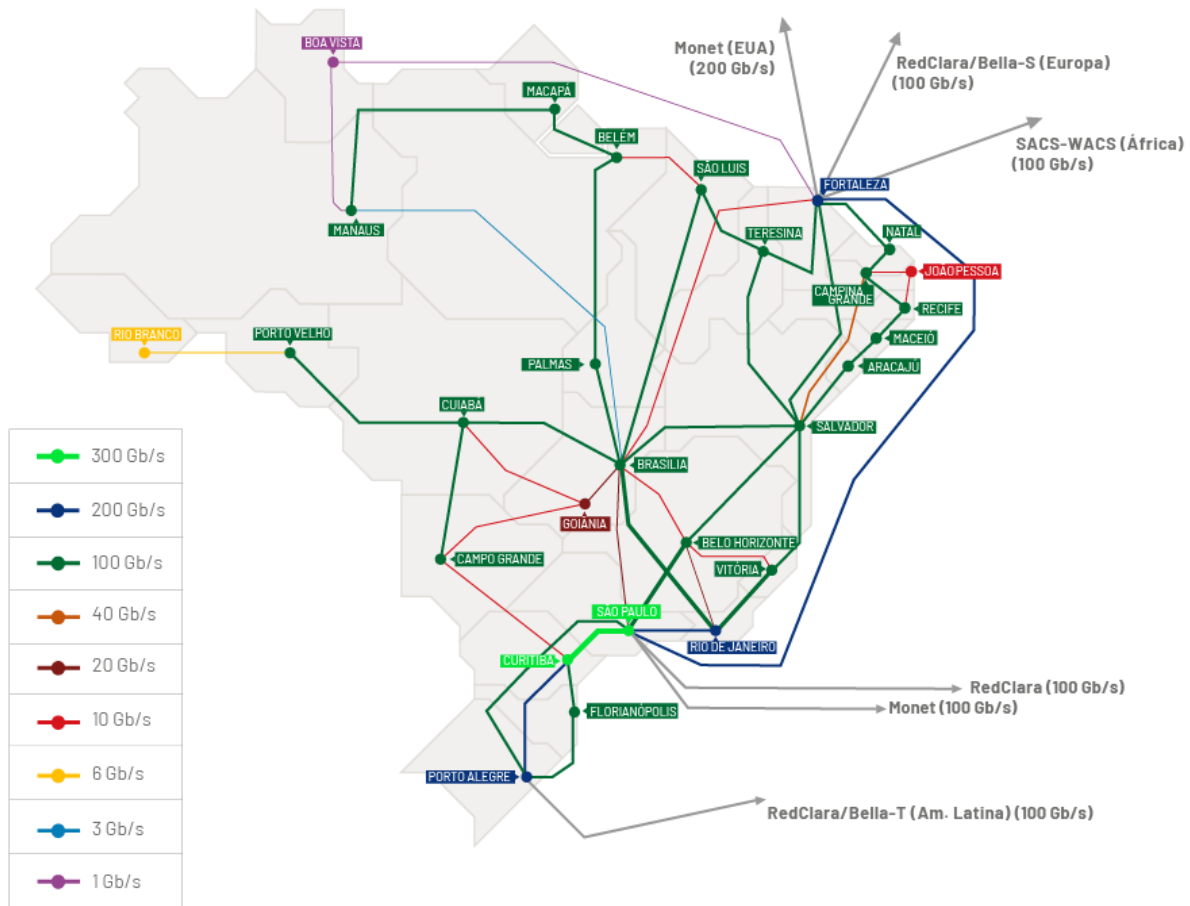 BOA VISTA
Monet (EUA)
(200 Gb/s)
RedClara/Bella-S (Europa)
(100 Gb/s)
MACAPÁ
BELÉM
SACS-WACS (África)
(100 Gb/s)
SÃO LUIS
FORTALEZA
MANAUS
TERESINA
NATAL
JOÃO PESSOA
CAMPINA
GRANDE
RECIFE
RIO BRANCO
PORTO VELHO
MACEIÓ
PALMAS
ARACAJÚ
CUIABÁ
SALVADOR
BRASÍLIA
GOIÂNIA
BELO HORIZONTE
CAMPO GRANDE
VITÓRIA
SÃO PAULO
RIO DE JANEIRO
CURITIBA
RedClara (100 Gb/s)
Monet (100 Gb/s)
FLORIANÓPOLIS
PORTO ALEGRE
RedClara/Bella-T (Am. Latina) (100 Gb/s)
300 Gb/s
200 Gb/s
100 Gb/s
40 Gb/s
20 Gb/s
10 Gb/s
6 Gb/s
3 Gb/s
1 Gb/s